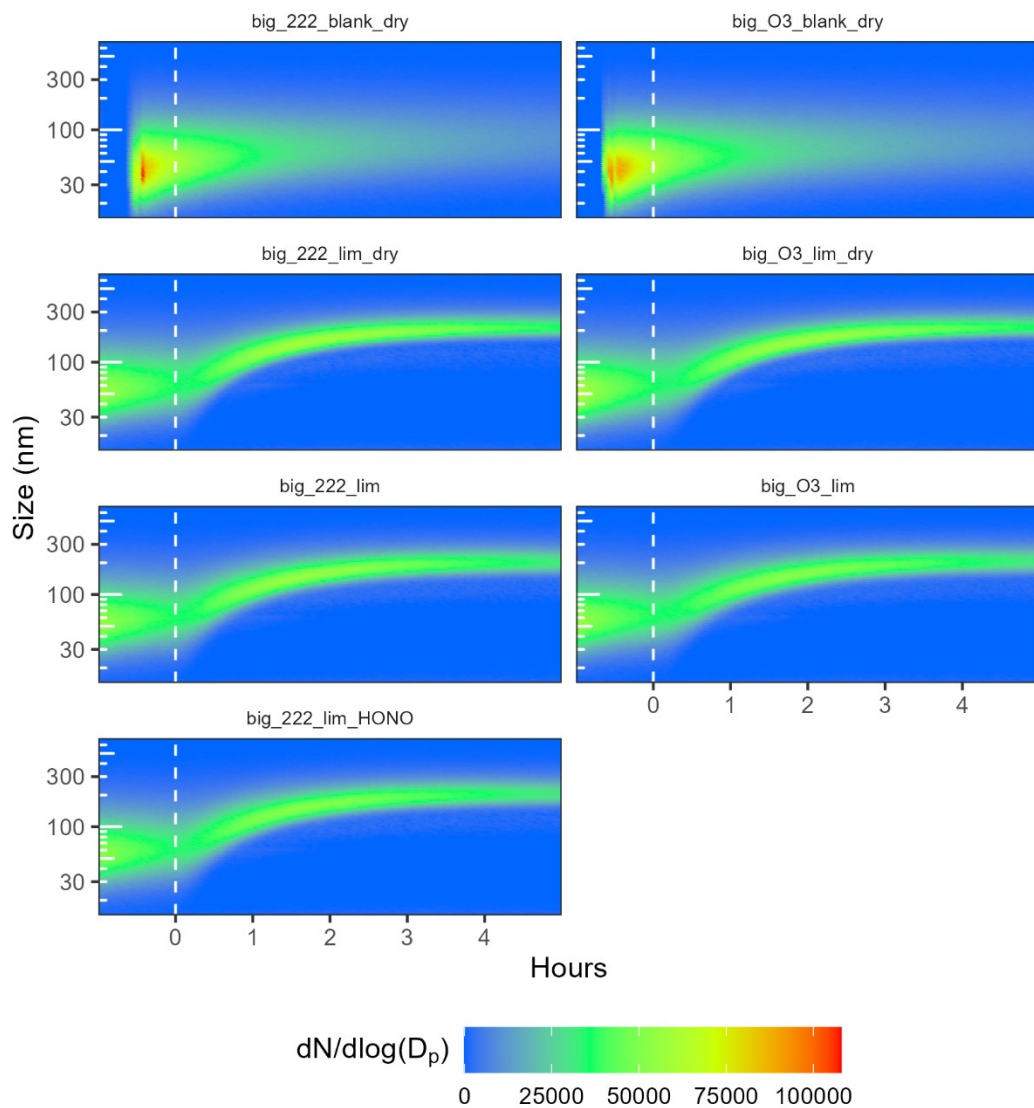 big_222_blank_dry
big_O3_blank_dry
300
100
30
big_222_lim_dry
big_O3_lim_dry
300
100
30
big_222_lim
big_O3_lim
300
100
30
0 1 2 3 4
big_222_lim_HONO
300
100
30
0 1 2 3 4
Size (nm)
Hours
dN/dlog(Dₚ)
0 25000 50000 75000 100000